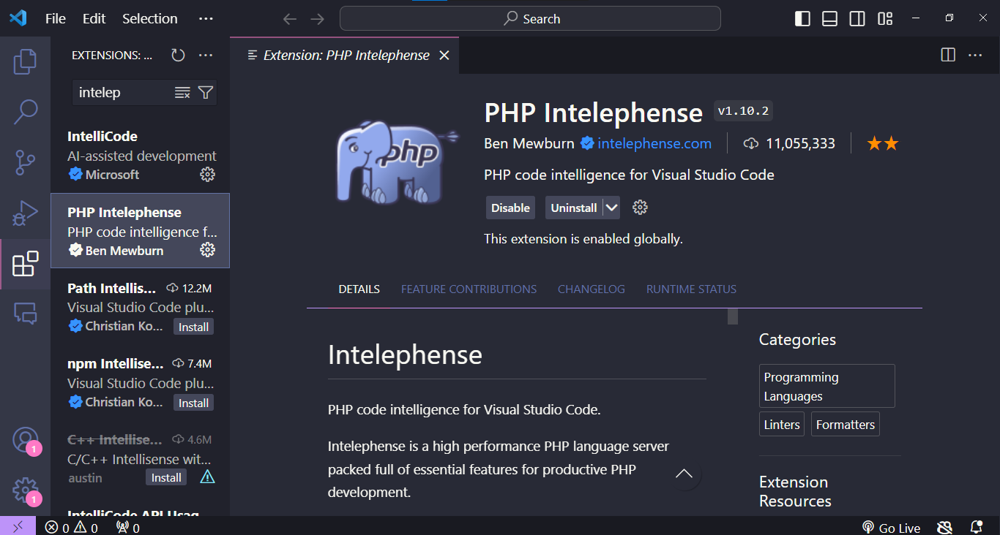 File Edit Selection ···
Search
EXTENSIONS: ...
intelep
IntelliCode
AI-assisted development
Microsoft
PHP Intelephense
PHP code intelligence f...
Ben Mewburn
Path Intellis... 12.2M
Visual Studio Code plu...
Christian Ko... Install
npm Intellise... 7.4M
Visual Studio Code plu...
Christian Ko... Install
C++ Intellise... 4.6M
C/C++ Intellisense wit...
austin Install
IntelliCode API Usag
1
1
Extension: PHP Intelephense
php
PHP Intelephense v1.10.2
Ben Mewburn intelephense.com 11,055,333
PHP code intelligence for Visual Studio Code
Disable Uninstall
This extension is enabled globally.
DETAILS FEATURE CONTRIBUTIONS CHANGELOG RUNTIME STATUS
Intelephense
PHP code intelligence for Visual Studio Code.
Intelephense is a high performance PHP language server
packed full of essential features for productive PHP
development.
Categories
Programming
Languages
Linters Formatters
Extension
Resources
0 0 0 Go Live